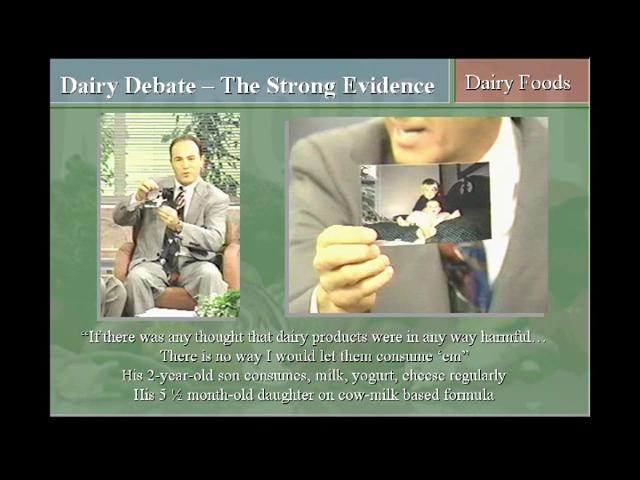 Dairy Debate – The Strong Evidence
Dairy Foods
“If there was any thought that dairy products were in any way harmful…
There is no way I would let them consume ‘em”
His 2-year-old son consumes, milk, yogurt, cheese regularly
His 5 ½ month-old daughter on cow-milk based formula